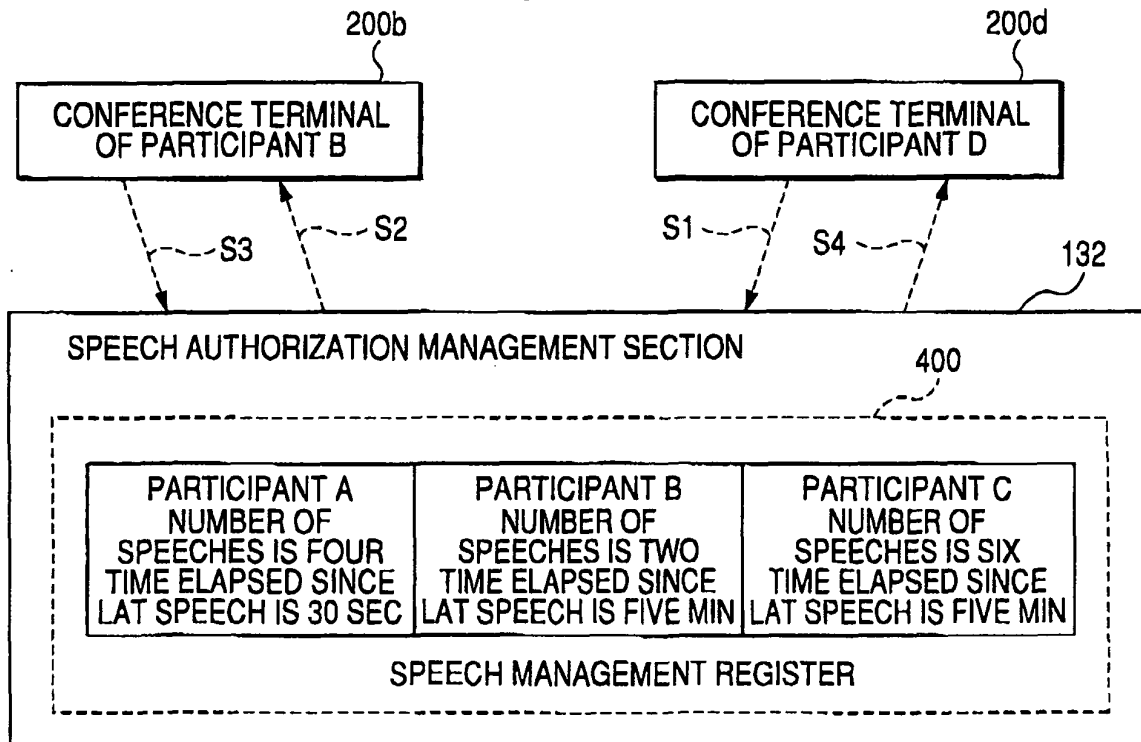 200b
200d
CONFERENCE TERMINAL
OF PARTICIPANT B
CONFERENCE TERMINAL
OF PARTICIPANT D
S3
S2
S1
S4
132
SPEECH AUTHORIZATION MANAGEMENT SECTION
400
PARTICIPANT A
NUMBER OF
SPEECHES IS FOUR
TIME ELAPSED SINCE
LAT SPEECH IS 30 SEC
PARTICIPANT B
NUMBER OF
SPEECHES IS TWO
TIME ELAPSED SINCE
LAT SPEECH IS FIVE MIN
PARTICIPANT C
NUMBER OF
SPEECHES IS SIX
TIME ELAPSED SINCE
LAT SPEECH IS FIVE MIN
SPEECH MANAGEMENT REGISTER